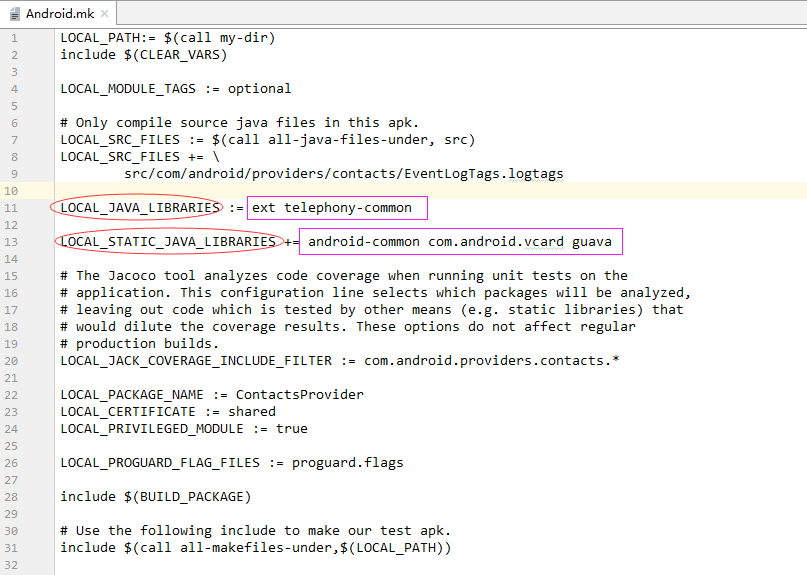 Android.mk
1 LOCAL_PATH:= $(call my-dir)
2 include $(CLEAR_VARS)
3
4 LOCAL_MODULE_TAGS := optional
5
6 # Only compile source java files in this apk.
7 LOCAL_SRC_FILES := $(call all-java-files-under, src)
8 LOCAL_SRC_FILES += \
9 src/com/android/providers/contacts/EventLogTags.logtags
10
11 LOCAL_JAVA_LIBRARIES := ext telephony-common
12
13 LOCAL_STATIC_JAVA_LIBRARIES += android-common com.android.vcard guava
14
15 # The Jacoco tool analyzes code coverage when running unit tests on the
16 # application. This configuration line selects which packages will be analyzed,
17 # leaving out code which is tested by other means (e.g. static libraries) that
18 # would dilute the coverage results. These options do not affect regular
19 # production builds.
20 LOCAL_JACK_COVERAGE_INCLUDE_FILTER := com.android.providers.contacts.*
21
22 LOCAL_PACKAGE_NAME := ContactsProvider
23 LOCAL_CERTIFICATE := shared
24 LOCAL_PRIVILEGED_MODULE := true
25
26 LOCAL_PROGUARD_FLAG_FILES := proguard.flags
27
28 include $(BUILD_PACKAGE)
29
30 # Use the following include to make our test apk.
31 include $(call all-makefiles-under,$(LOCAL_PATH))
32